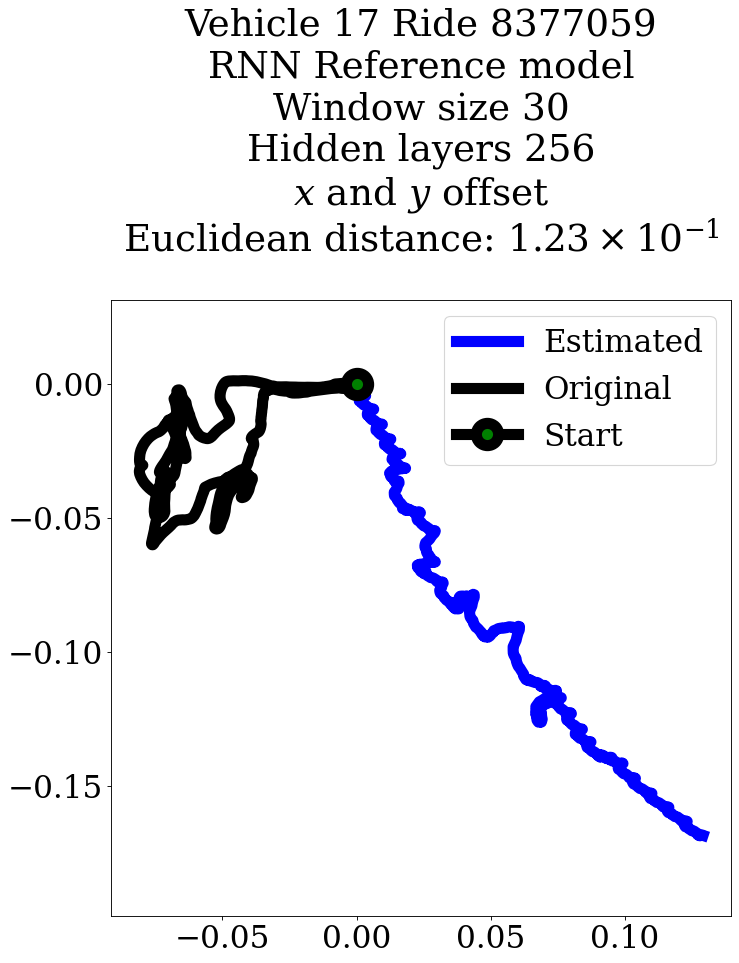 Vehicle 17 Ride 8377059
RNN Reference model
Window size 30
Hidden layers 256
x and y offset
Euclidean distance: 1.23 × 10⁻¹
Estimated
Original
Start
0.00
−0.05
−0.10
−0.15
−0.05
0.00
0.05
0.10